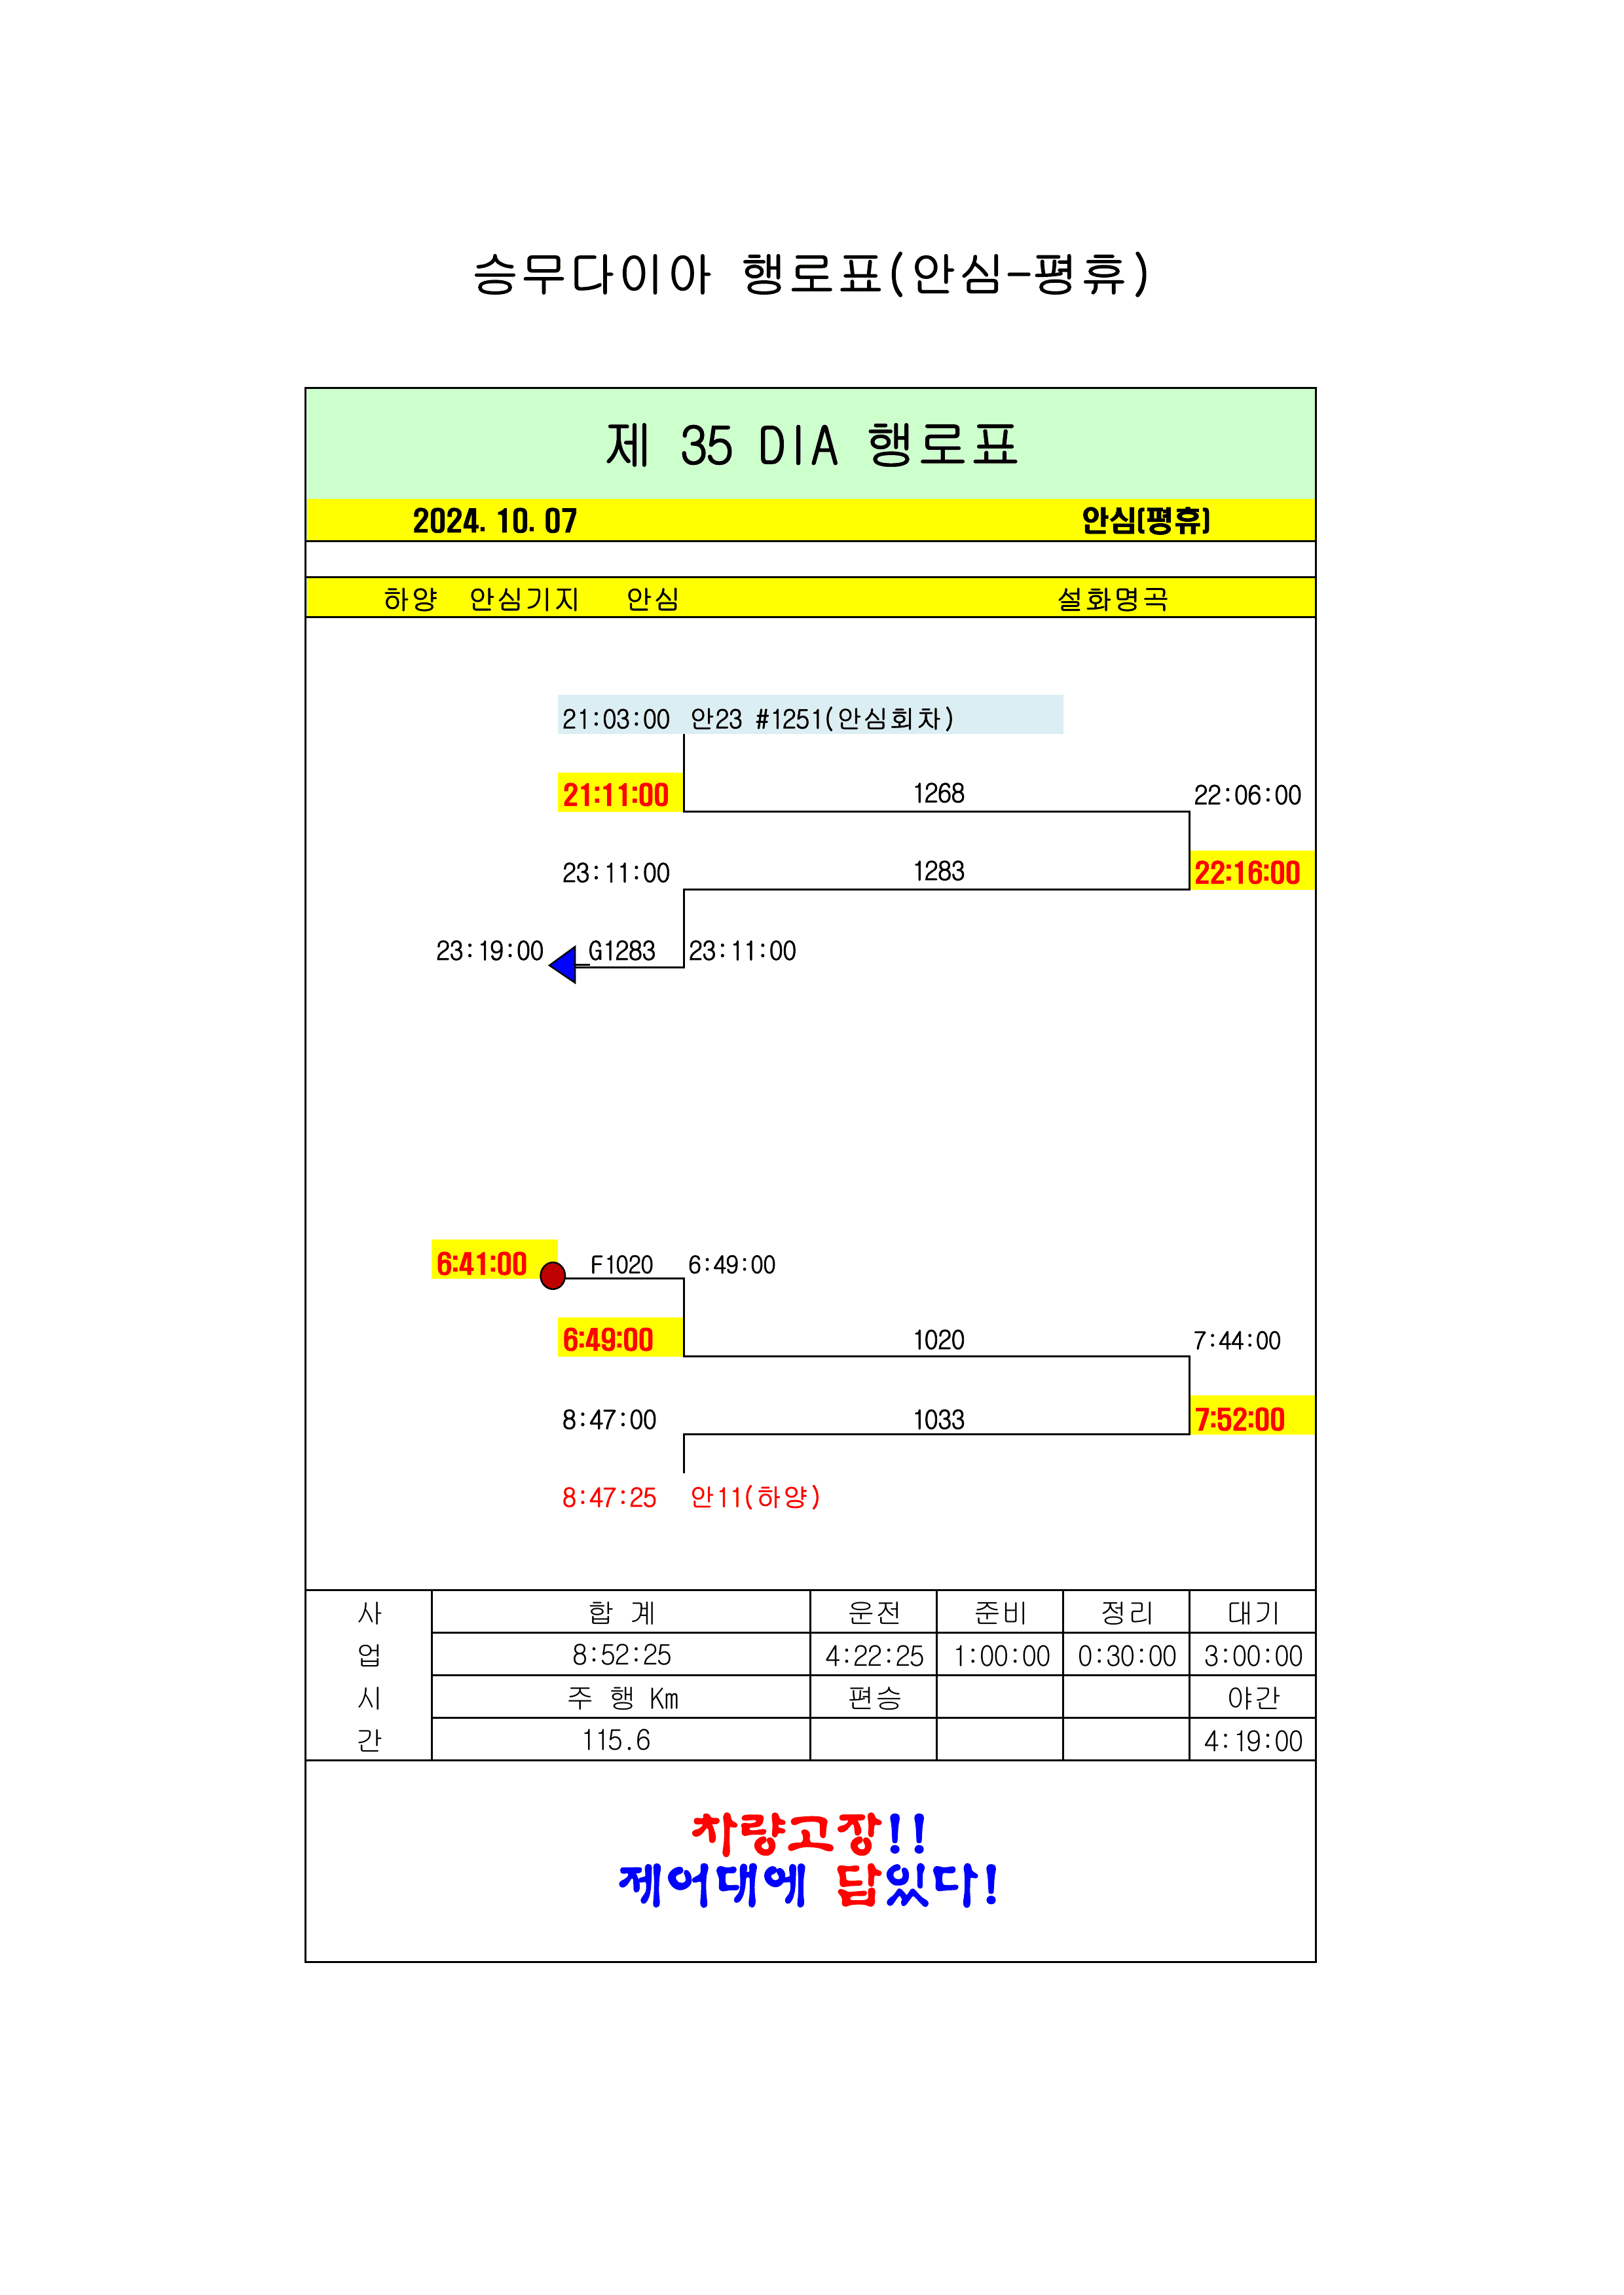 승무다이아 행로표(안심-평휴)
제 35 DIA 행로표
2024. 10. 07 안심(평휴)
하양 안심기지 안심 설화명곡
21:03:00 안23 #1251(안심회차)
21:11:00 1268 22:06:00
23:11:00 1283 22:16:00
23:19:00 G1283 23:11:00
6:41:00 F1020 6:49:00
6:49:00 1020 7:44:00
8:47:00 1033 7:52:00
8:47:25 안11(하양)
사 합 계 운전 준비 정리 대기
업 8:52:25 4:22:25 1:00:00 0:30:00 3:00:00
시 주 행 Km 편승 야간
간 115.6 4:19:00
차량고장!!
제어대에 답있다!